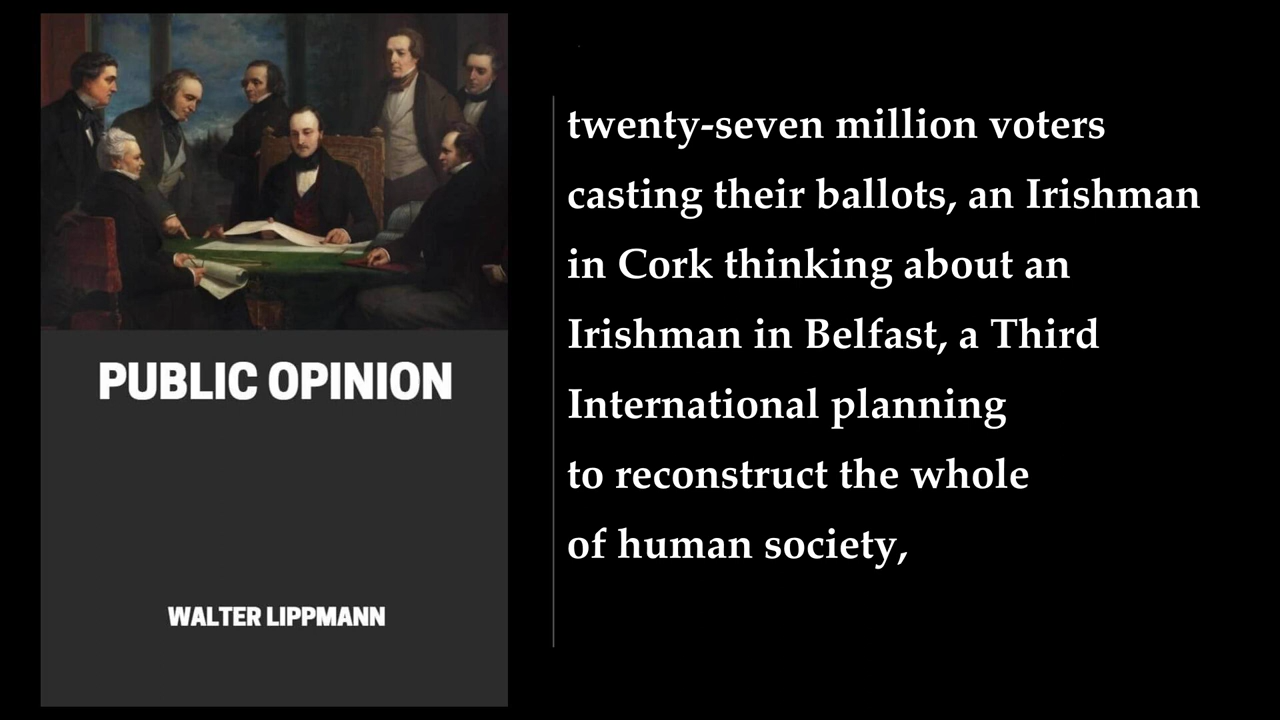 PUBLIC OPINION
WALTER LIPPMANN
twenty-seven million voters
casting their ballots, an Irishman
in Cork thinking about an
Irishman in Belfast, a Third
International planning
to reconstruct the whole
of human society,